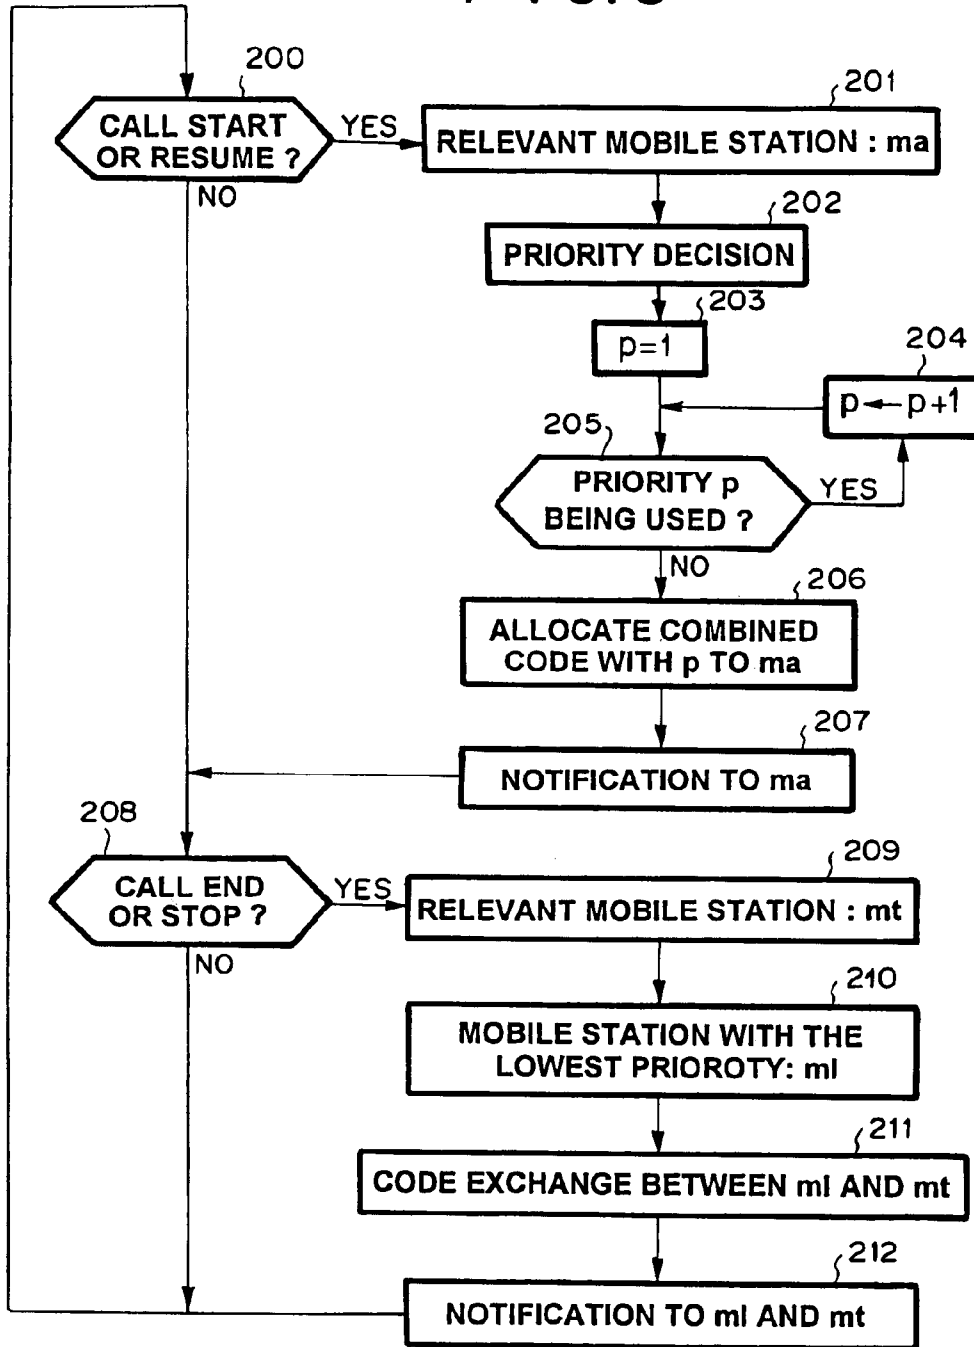 200
CALL START
OR RESUME ?
YES
NO
201
RELEVANT MOBILE STATION : ma
202
PRIORITY DECISION
203
p=1
204
p ← p+1
205
PRIORITY p
BEING USED ?
YES
NO
206
ALLOCATE COMBINED
CODE WITH p TO ma
207
NOTIFICATION TO ma
208
CALL END
OR STOP ?
YES
NO
209
RELEVANT MOBILE STATION : mt
210
MOBILE STATION WITH THE
LOWEST PRIOROTY: ml
211
CODE EXCHANGE BETWEEN ml AND mt
212
NOTIFICATION TO ml AND mt